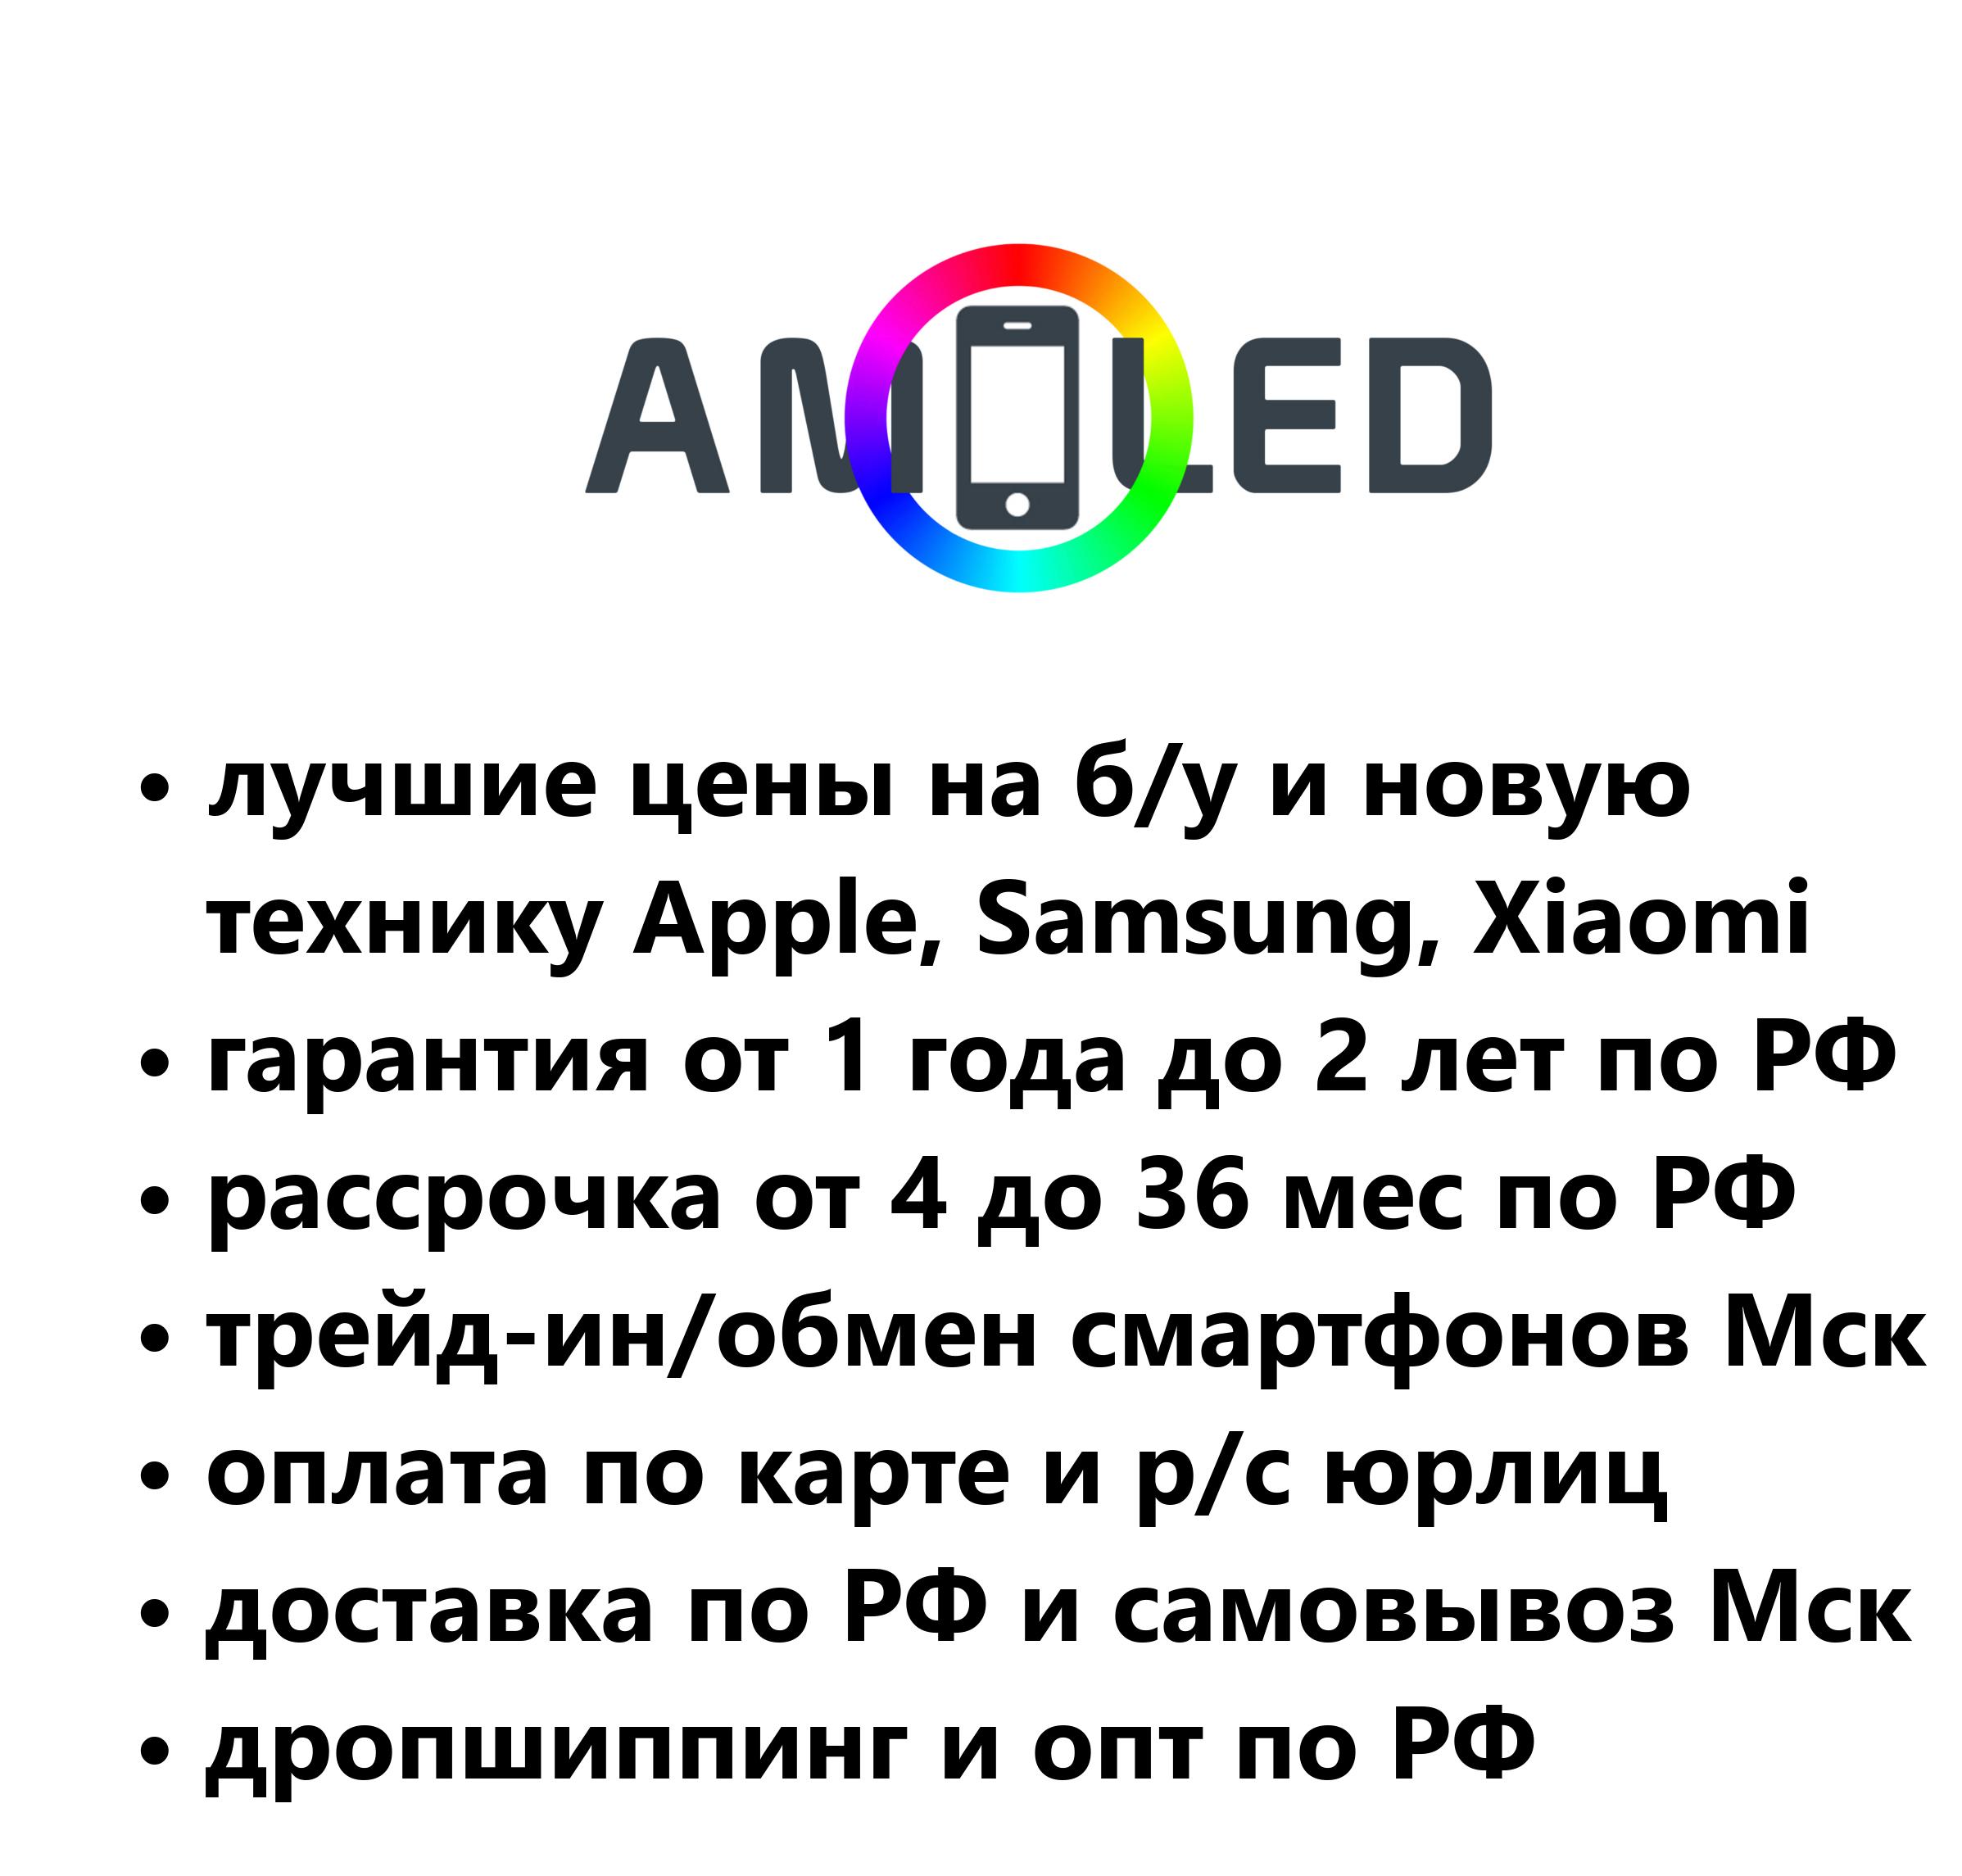 AMOLED
• лучшие цены на б/у и новую
технику Apple, Samsung, Xiaomi
• гарантия от 1 года до 2 лет по РФ
• рассрочка от 4 до 36 мес по РФ
• трейд-ин/обмен смартфонов Мск
• оплата по карте и р/с юрлиц
• доставка по РФ и самовывоз Мск
• дропшиппинг и опт по РФ